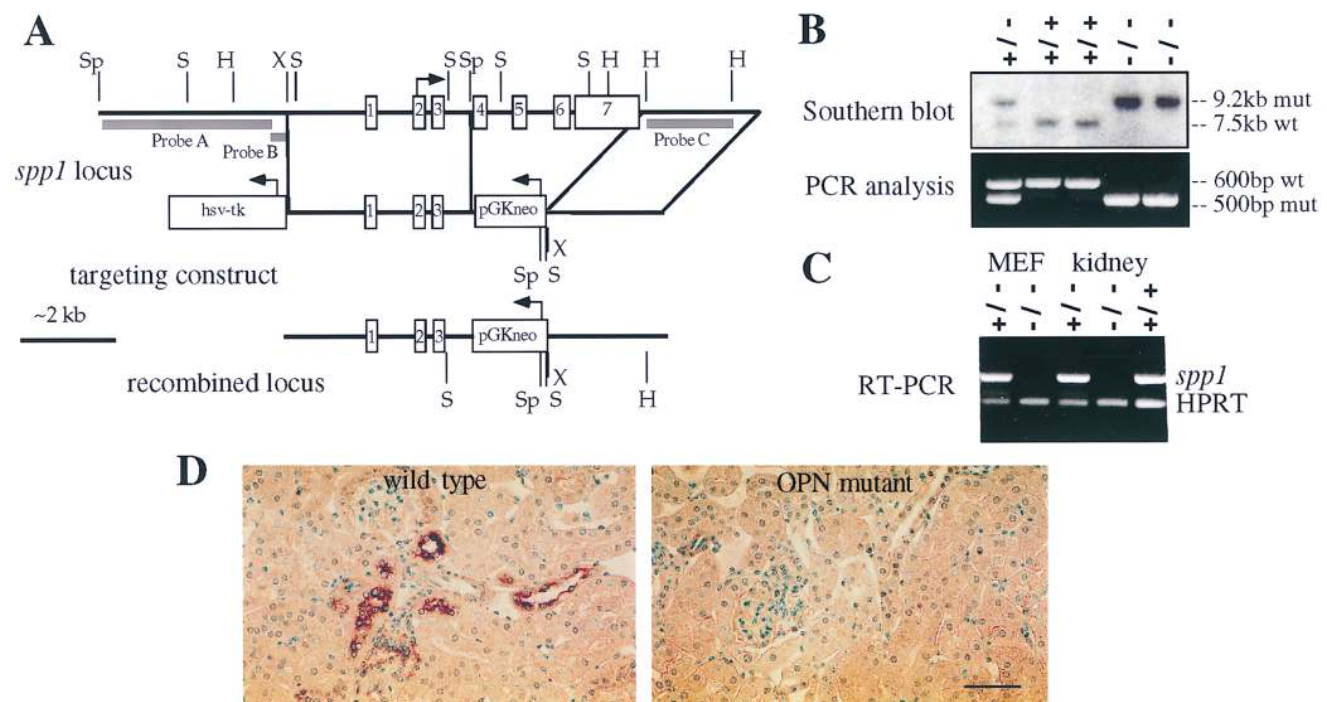 A
Sp S H X S S Sp S S H H H
1 2 3 4 5 6 7
Probe A
Probe B
Probe C
spp1 locus
hsv-tk
1 2 3
pGKneo
X
Sp S
targeting construct
~2 kb
1 2 3
pGKneo
X
recombined locus
S Sp S H
B
- + + - -
/ / / / /
+ + + - -
Southern blot
-- 9.2kb mut
-- 7.5kb wt
PCR analysis
-- 600bp wt
-- 500bp mut
C
MEF kidney
- - - - +
/ / / / /
+ - + - +
RT-PCR
spp1
HPRT
D
wild type
OPN mutant